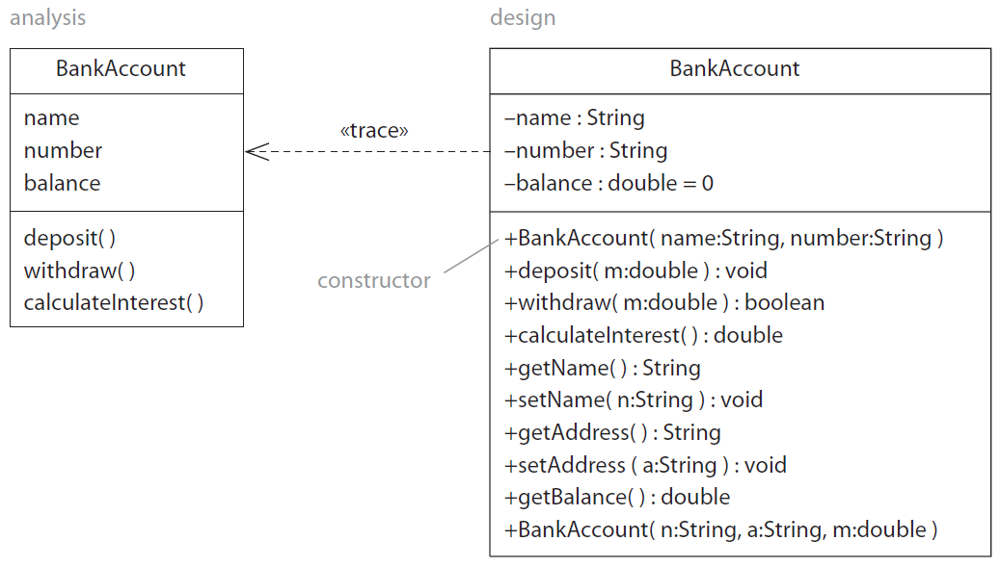 analysis
BankAccount
name
number
balance
deposit( )
withdraw( )
calculateInterest( )
«trace»
constructor
design
BankAccount
–name : String
–number : String
–balance : double = 0
+BankAccount( name:String, number:String )
+deposit( m:double ) : void
+withdraw( m:double ) : boolean
+calculateInterest( ) : double
+getName( ) : String
+setName( n:String ) : void
+getAddress( ) : String
+setAddress ( a:String ) : void
+getBalance( ) : double
+BankAccount( n:String, a:String, m:double )